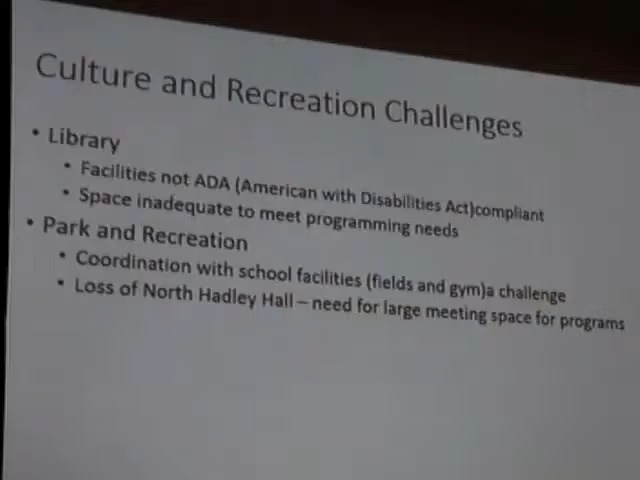 Culture and Recreation Challenges
• Library
• Facilities not ADA (American with Disabilities Act)compliant
• Space inadequate to meet programming needs
• Park and Recreation
• Coordination with school facilities (fields and gym)a challenge
• Loss of North Hadley Hall – need for large meeting space for programs